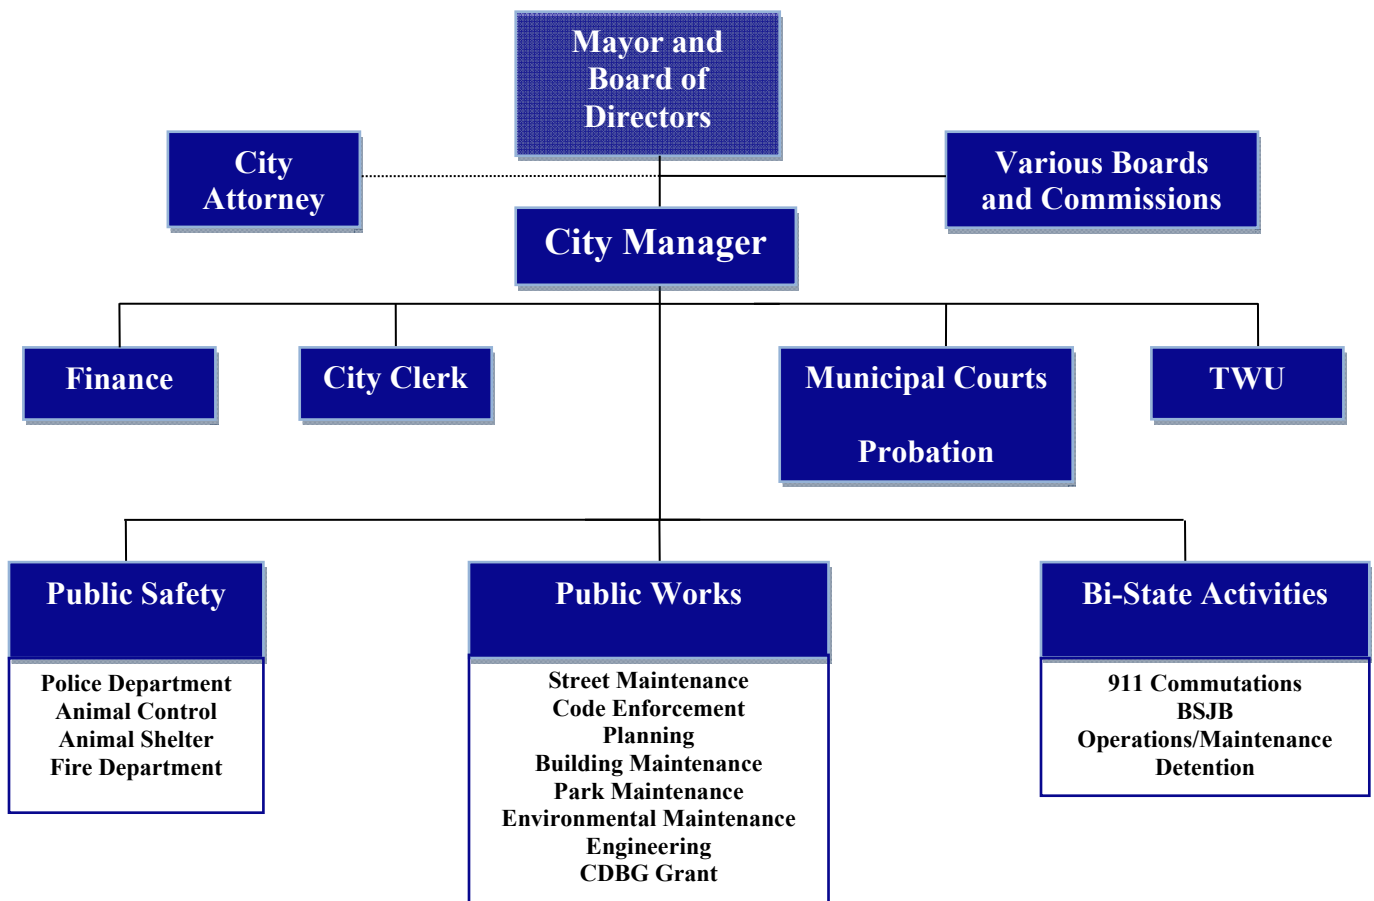 Mayor and
Board of
Directors
City
Attorney
Various Boards
and Commissions
City Manager
Finance
City Clerk
Municipal Courts
Probation
TWU
Public Safety
Police Department
Animal Control
Animal Shelter
Fire Department
Public Works
Street Maintenance
Code Enforcement
Planning
Building Maintenance
Park Maintenance
Environmental Maintenance
Engineering
CDBG Grant
Bi-State Activities
911 Commutations
BSJB
Operations/Maintenance
Detention